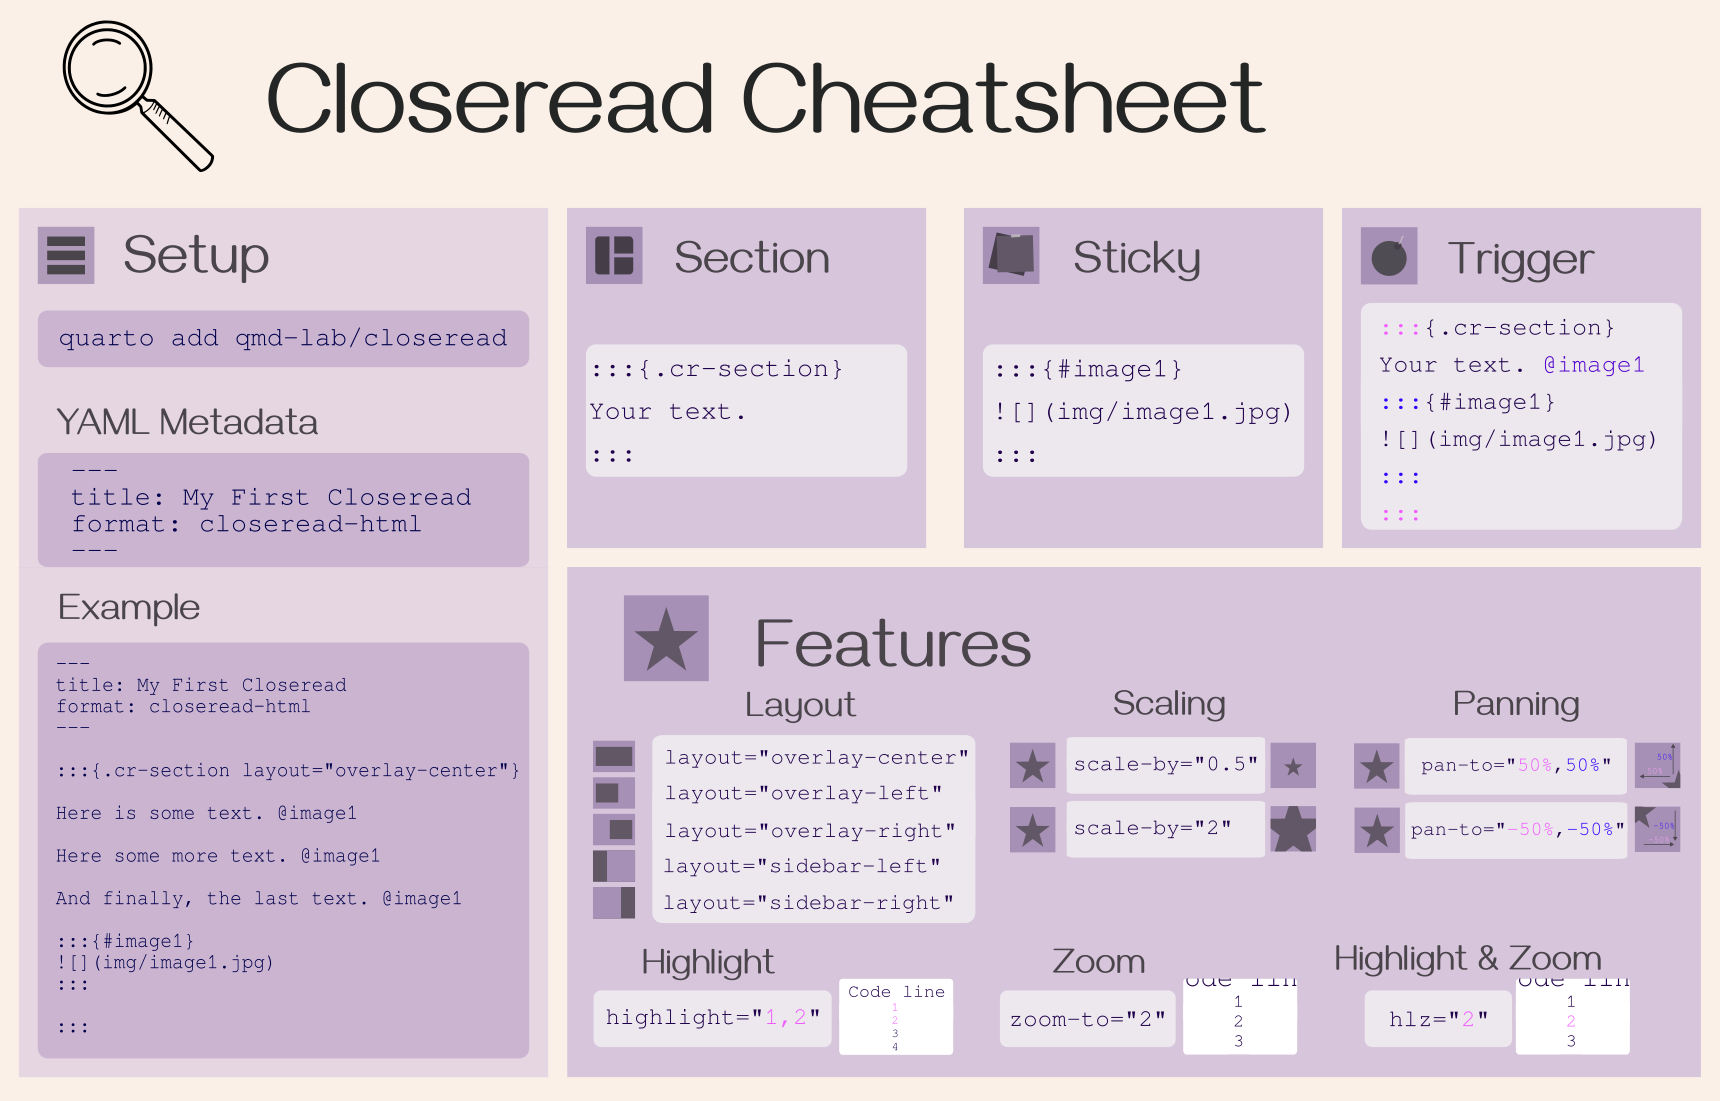 Closeread Cheatsheet
Setup
quarto add qmd-lab/closeread
YAML Metadata
---
title: My First Closeread
format: closeread-html
---
Example
---
title: My First Closeread
format: closeread-html
---
:::{.cr-section layout="overlay-center"}
Here is some text. @image1
Here some more text. @image1
And finally, the last text. @image1
:::{#image1}
![](img/image1.jpg)
:::
:::
Section
:::{.cr-section}
Your text.
:::
Sticky
:::{#image1}
![](img/image1.jpg)
:::
Trigger
:::{.cr-section}
Your text. @image1
:::{#image1}
![](img/image1.jpg)
:::
:::
Features
Layout
layout="overlay-center"
layout="overlay-left"
layout="overlay-right"
layout="sidebar-left"
layout="sidebar-right"
Scaling
scale-by="0.5"
scale-by="2"
Panning
pan-to="50%,50%"
50%
50%
pan-to="-50%,-50%"
-50%
-50%
Highlight
highlight="1,2"
Code line
1
2
3
4
Zoom
zoom-to="2"
ode lin
1
2
3
Highlight & Zoom
hlz="2"
ode lin
1
2
3